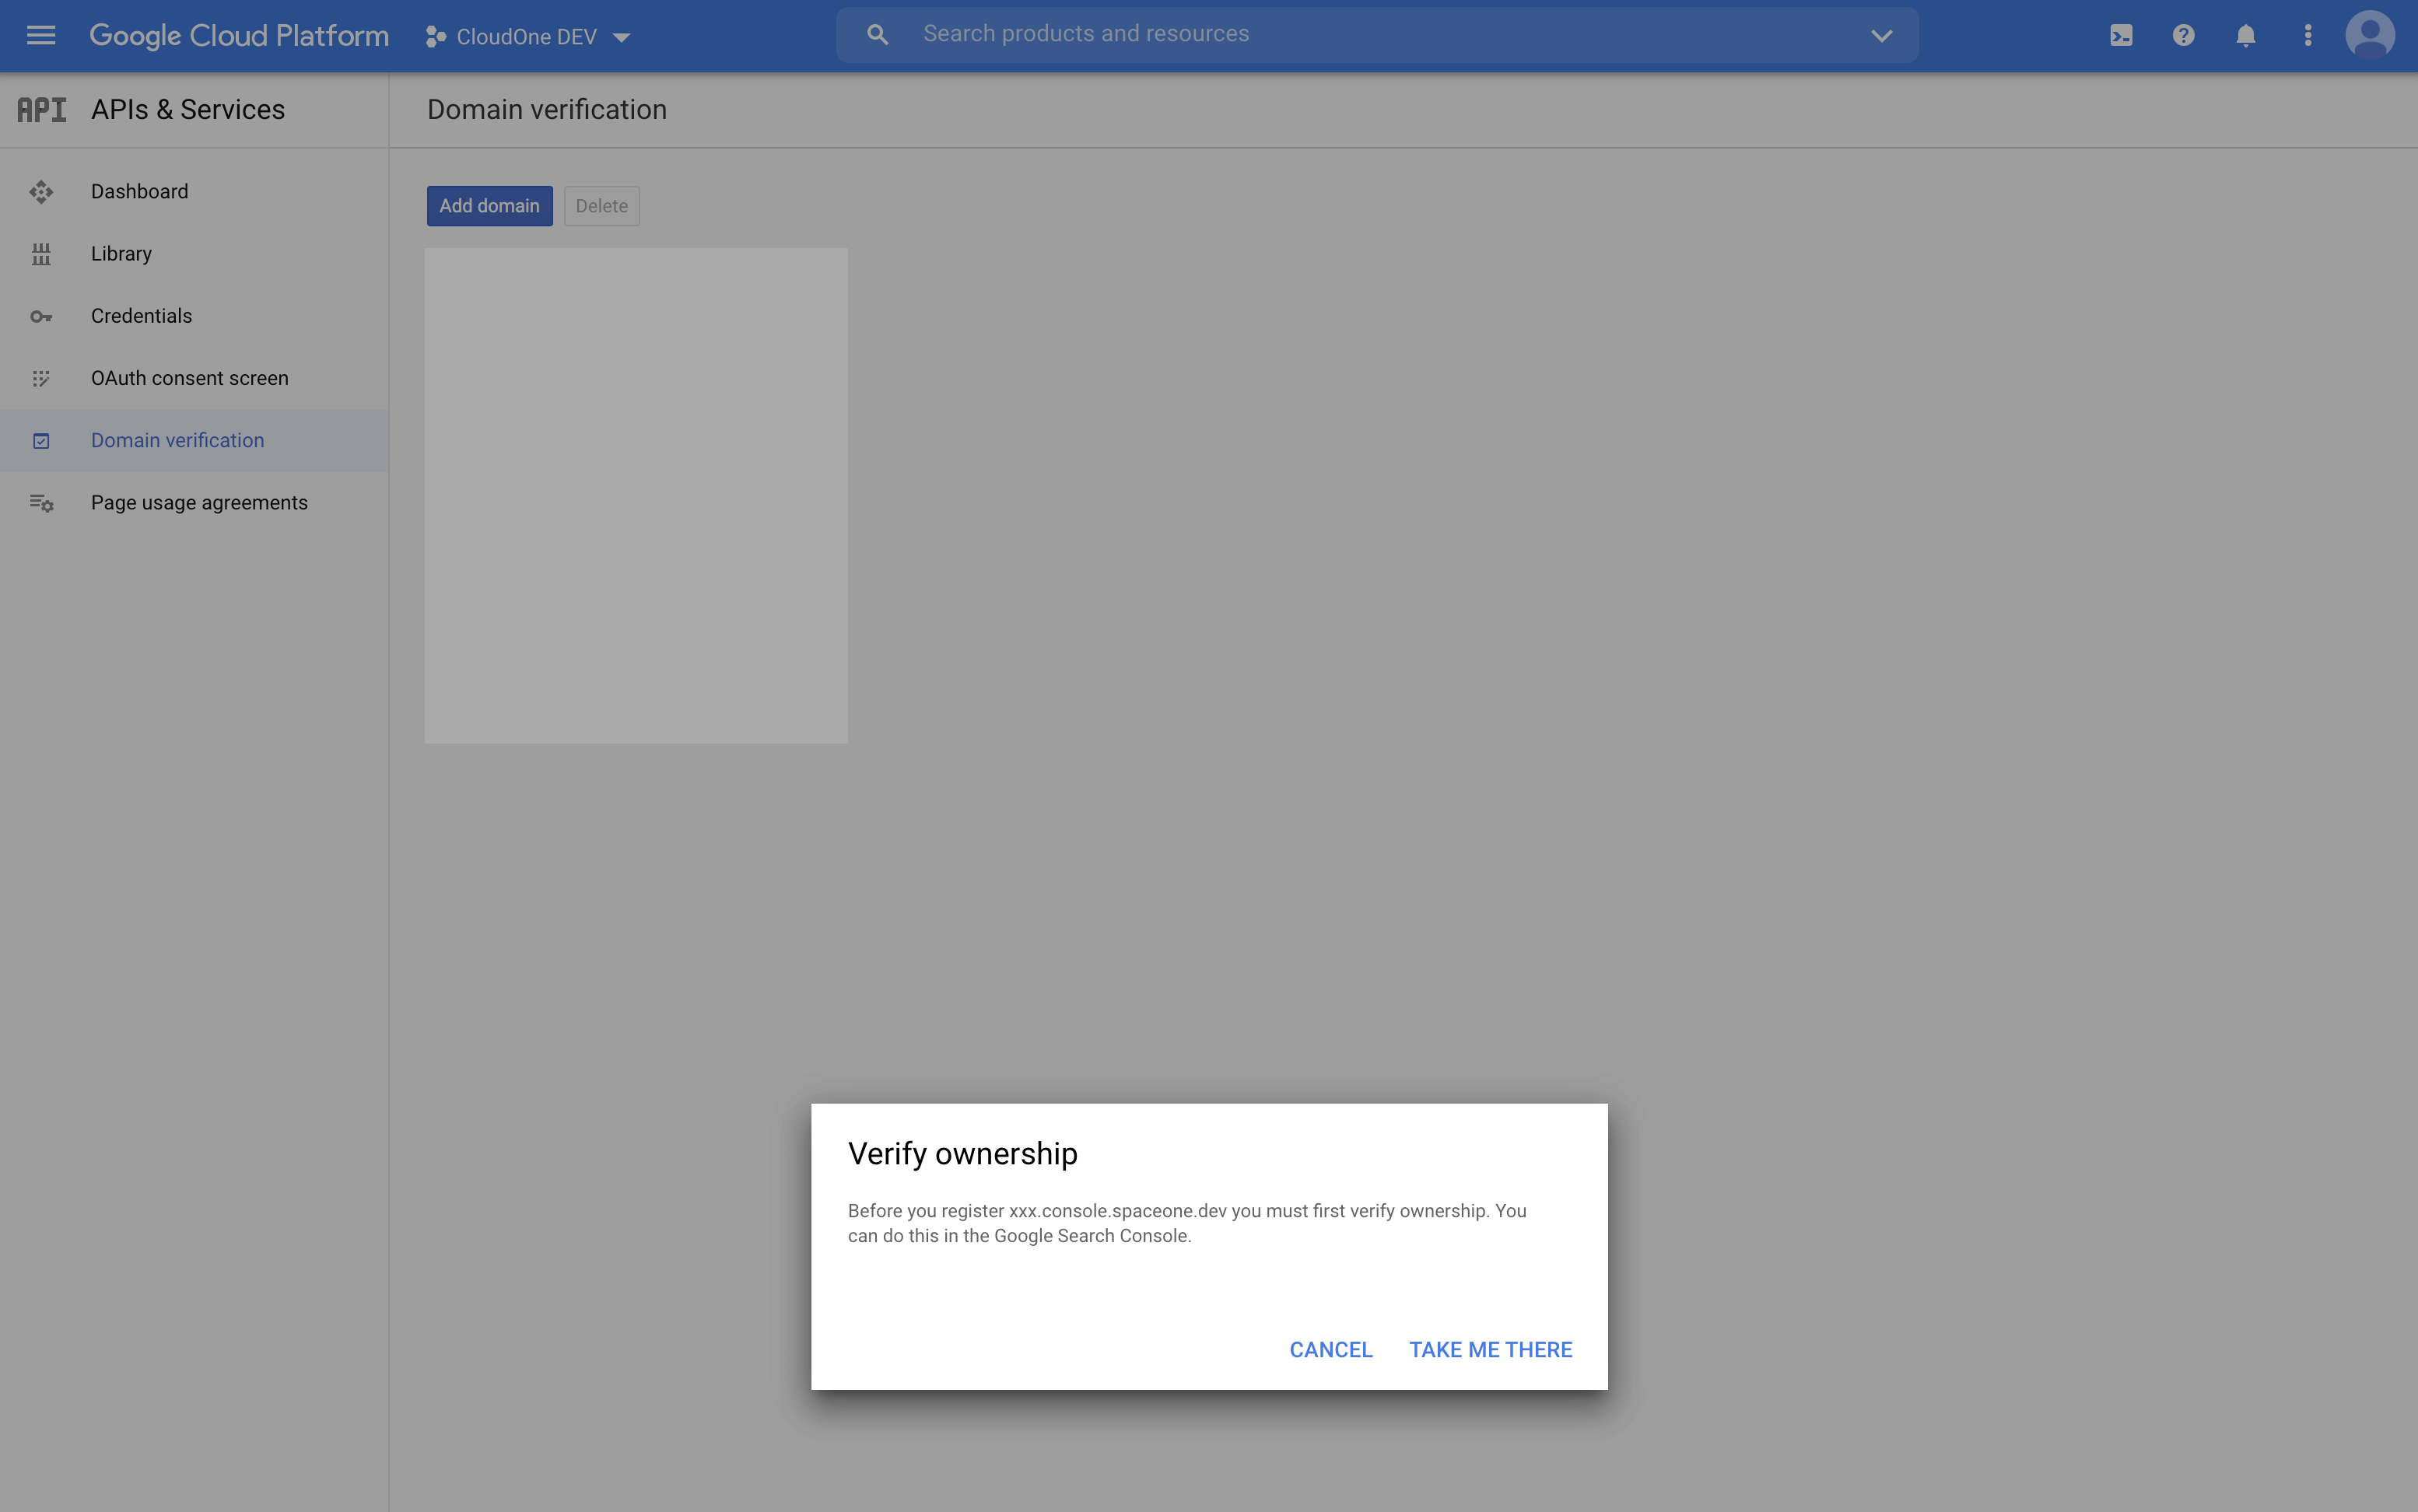 Google Cloud Platform
CloudOne DEV
Search products and resources
API
APIs & Services
Domain verification
Dashboard
Library
Credentials
OAuth consent screen
Domain verification
Page usage agreements
Add domain
Delete
Verify ownership
Before you register xxx.console.spaceone.dev you must first verify ownership. You
can do this in the Google Search Console.
CANCEL
TAKE ME THERE